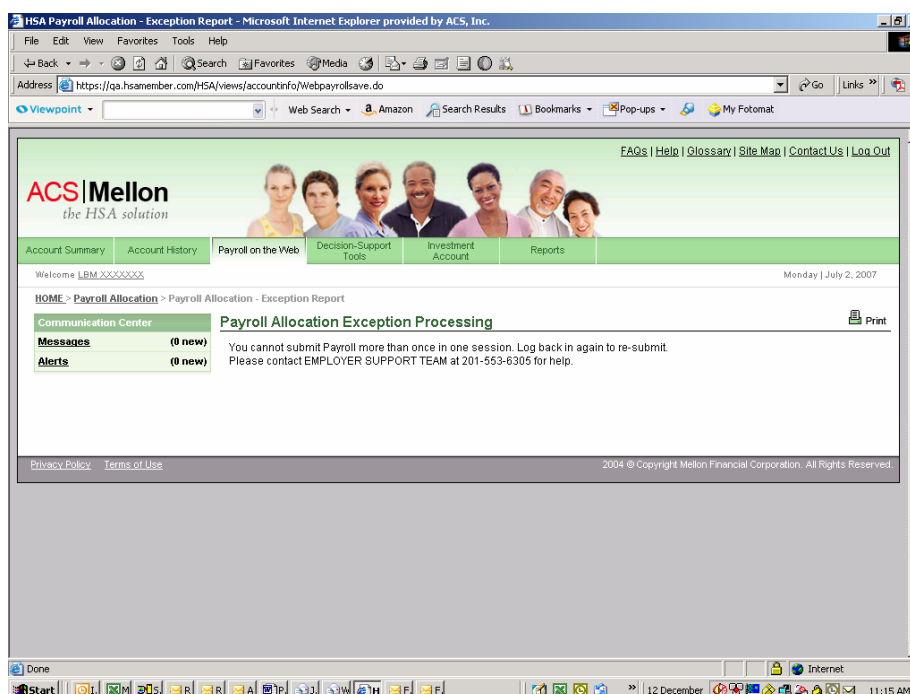 HSA Payroll Allocation - Exception Report - Microsoft Internet Explorer provided by ACS, Inc.
File Edit View Favorites Tools Help
Back Search Favorites Media
Address https://qa.hsamember.com/HSA/views/accountinfo/Webpayrollsave.do Go Links »
Viewpoint Web Search Amazon Search Results Bookmarks Pop-ups My Fotomat
FAQs | Help | Glossary | Site Map | Contact Us | Log Out
ACS|Mellon
the HSA solution
Account Summary Account History Payroll on the Web Decision-Support Tools Investment Account Reports
Welcome LBM XXXXXXX Monday | July 2, 2007
HOME > Payroll Allocation > Payroll Allocation - Exception Report
Communication Center Payroll Allocation Exception Processing Print
Messages (0 new) You cannot submit Payroll more than once in one session. Log back in again to re-submit.
Alerts (0 new) Please contact EMPLOYER SUPPORT TEAM at 201-553-6305 for help.
Privacy Policy Terms of Use 2004 © Copyright Mellon Financial Corporation. All Rights Reserved.
Done Internet
Start » 12 December 11:15 AM